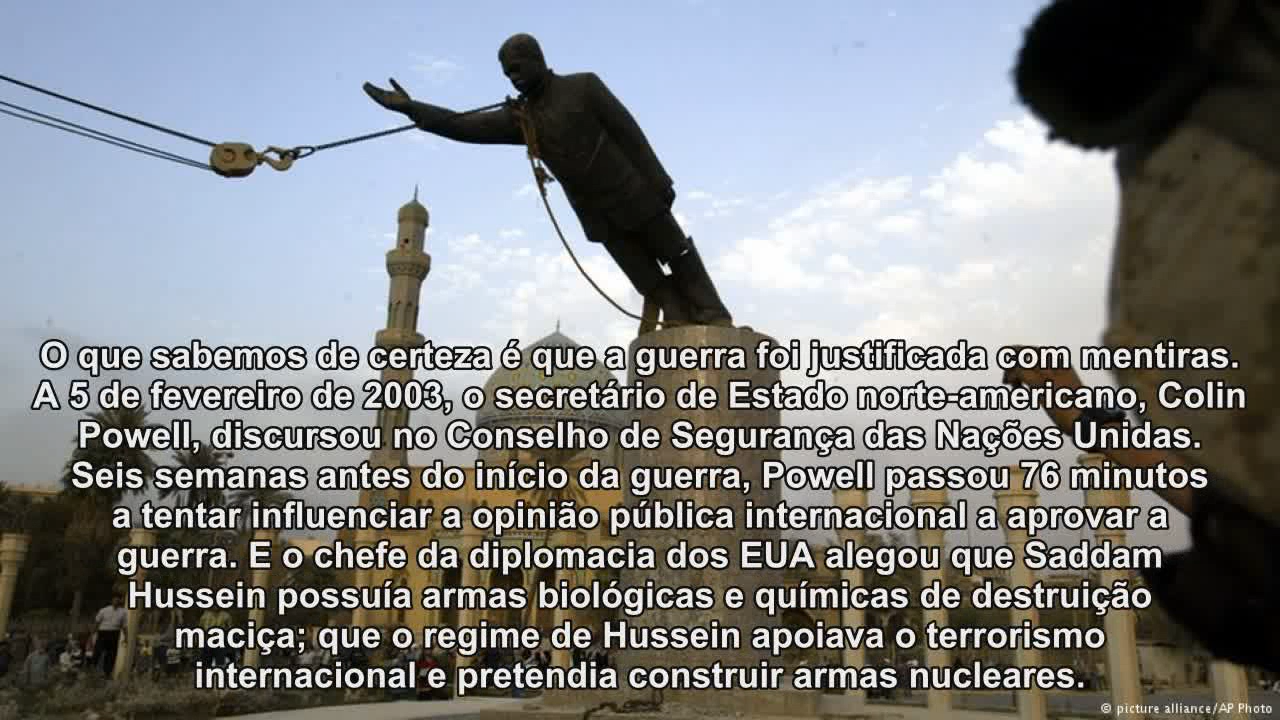 O que sabemos de certeza é que a guerra foi justificada com mentiras.
A 5 de fevereiro de 2003, o secretário de Estado norte-americano, Colin
Powell, discursou no Conselho de Segurança das Nações Unidas.
Seis semanas antes do início da guerra, Powell passou 76 minutos
a tentar influenciar a opinião pública internacional a aprovar a
guerra. E o chefe da diplomacia dos EUA alegou que Saddam
Hussein possuía armas biológicas e químicas de destruição
maciça; que o regime de Hussein apoiava o terrorismo
internacional e pretendia construir armas nucleares.
© picture alliance/AP Photo